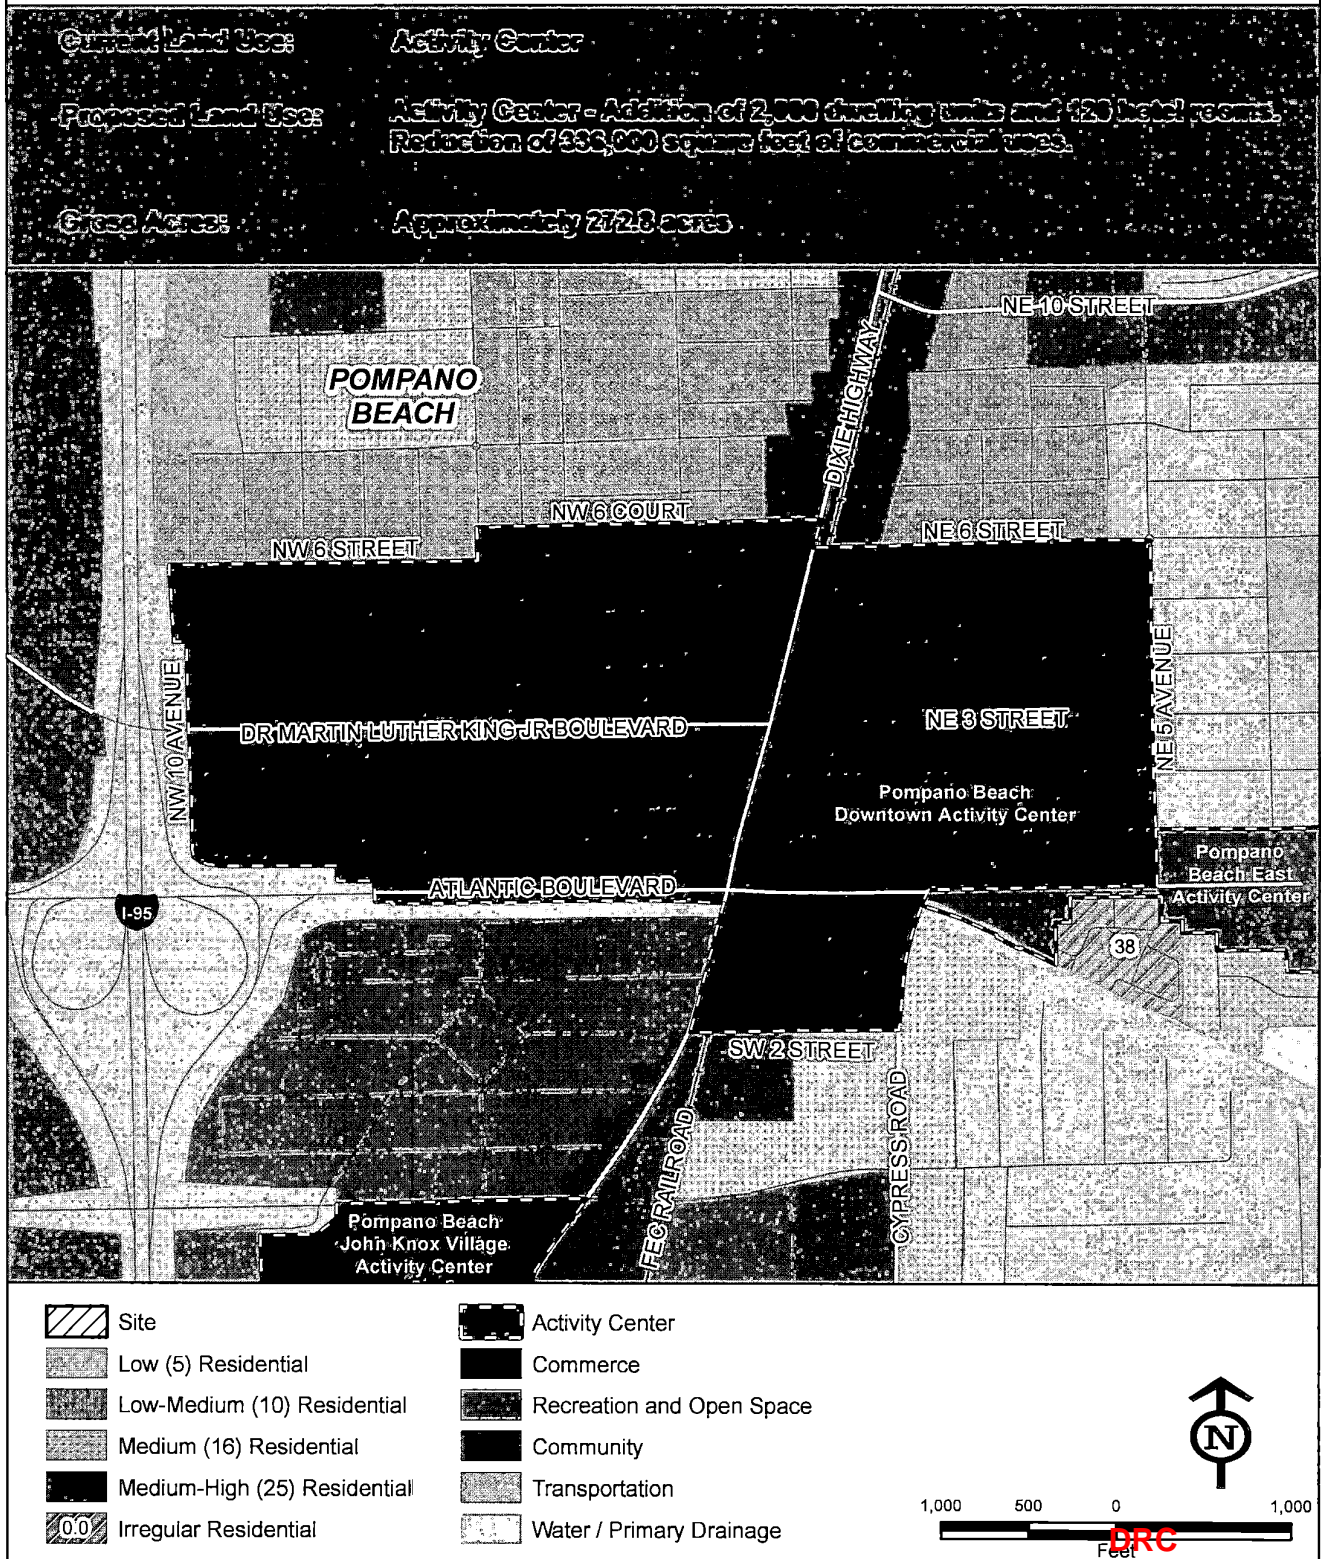 Current Land Use: Activity Center
Proposed Land Use: Activity Center - Addition of 2,000 dwelling units and hotel rooms.
Reduction of 336,000 square feet of commercial uses.
Gross Acres: Approximately 272.8 acres
NE 10 STREET
POMPANO
BEACH
DIXIE HIGHWAY
NW 6 COURT
NE 6 STREET
NW 6 STREET
NW 10 AVENUE
NE 5 AVENUE
NE 3 STREET
DR MARTIN LUTHER KING JR BOULEVARD
Pompano Beach
Downtown Activity Center
Pompano
Beach East
Activity Center
ATLANTIC BOULEVARD
I-95
38
SW 2 STREET
FEC RAILROAD
CYPRESS ROAD
Pompano Beach
John Knox Village
Activity Center
Site
Low (5) Residential
Low-Medium (10) Residential
Medium (16) Residential
Medium-High (25) Residential
0.0 Irregular Residential
Activity Center
Commerce
Recreation and Open Space
Community
Transportation
Water / Primary Drainage
N
1,000 500 0 1,000
Feet
DRC